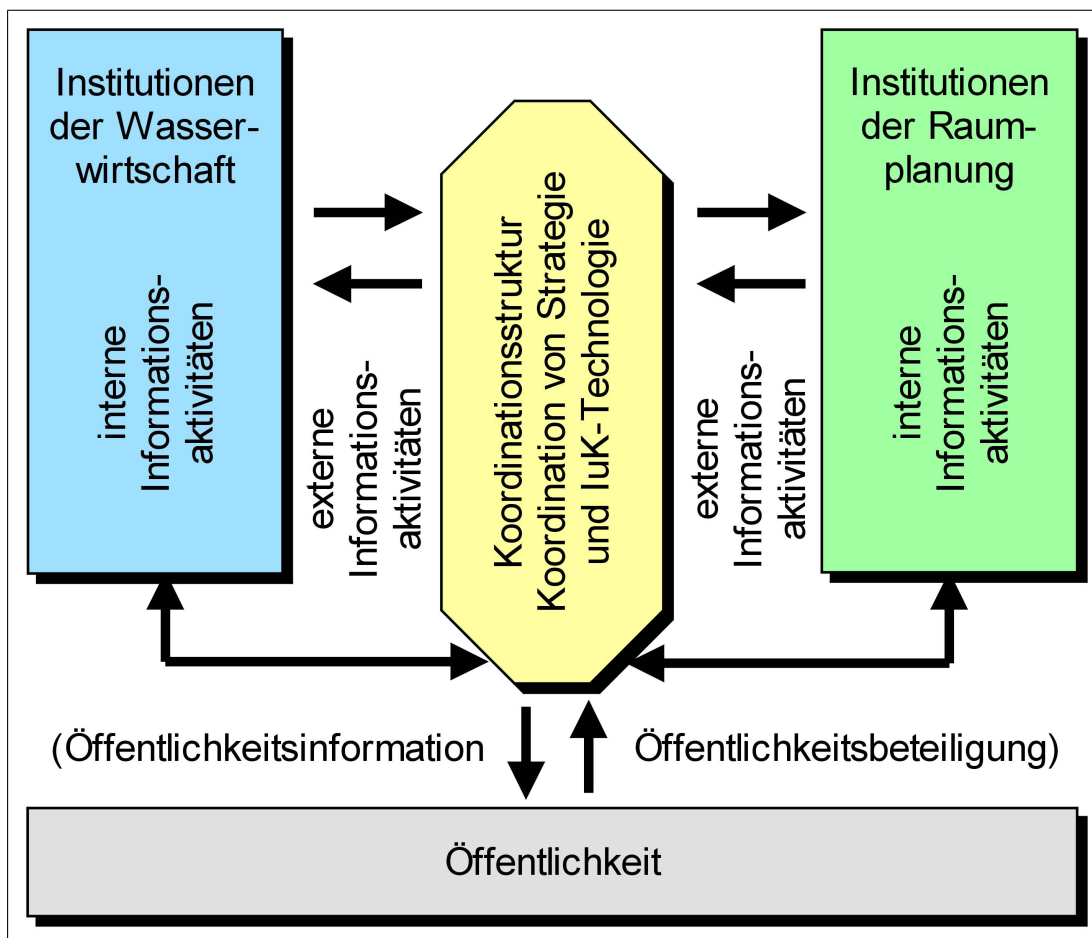 Institutionen
der Wasser-
wirtschaft
interne
Informations-
aktivitäten
externe
Informations-
aktivitäten
Koordinationsstruktur
Koordination von Strategie
und IuK-Technologie
externe
Informations-
aktivitäten
Institutionen
der Raum-
planung
interne
Informations-
aktivitäten
(Öffentlichkeitsinformation
Öffentlichkeitsbeteiligung)
Öffentlichkeit